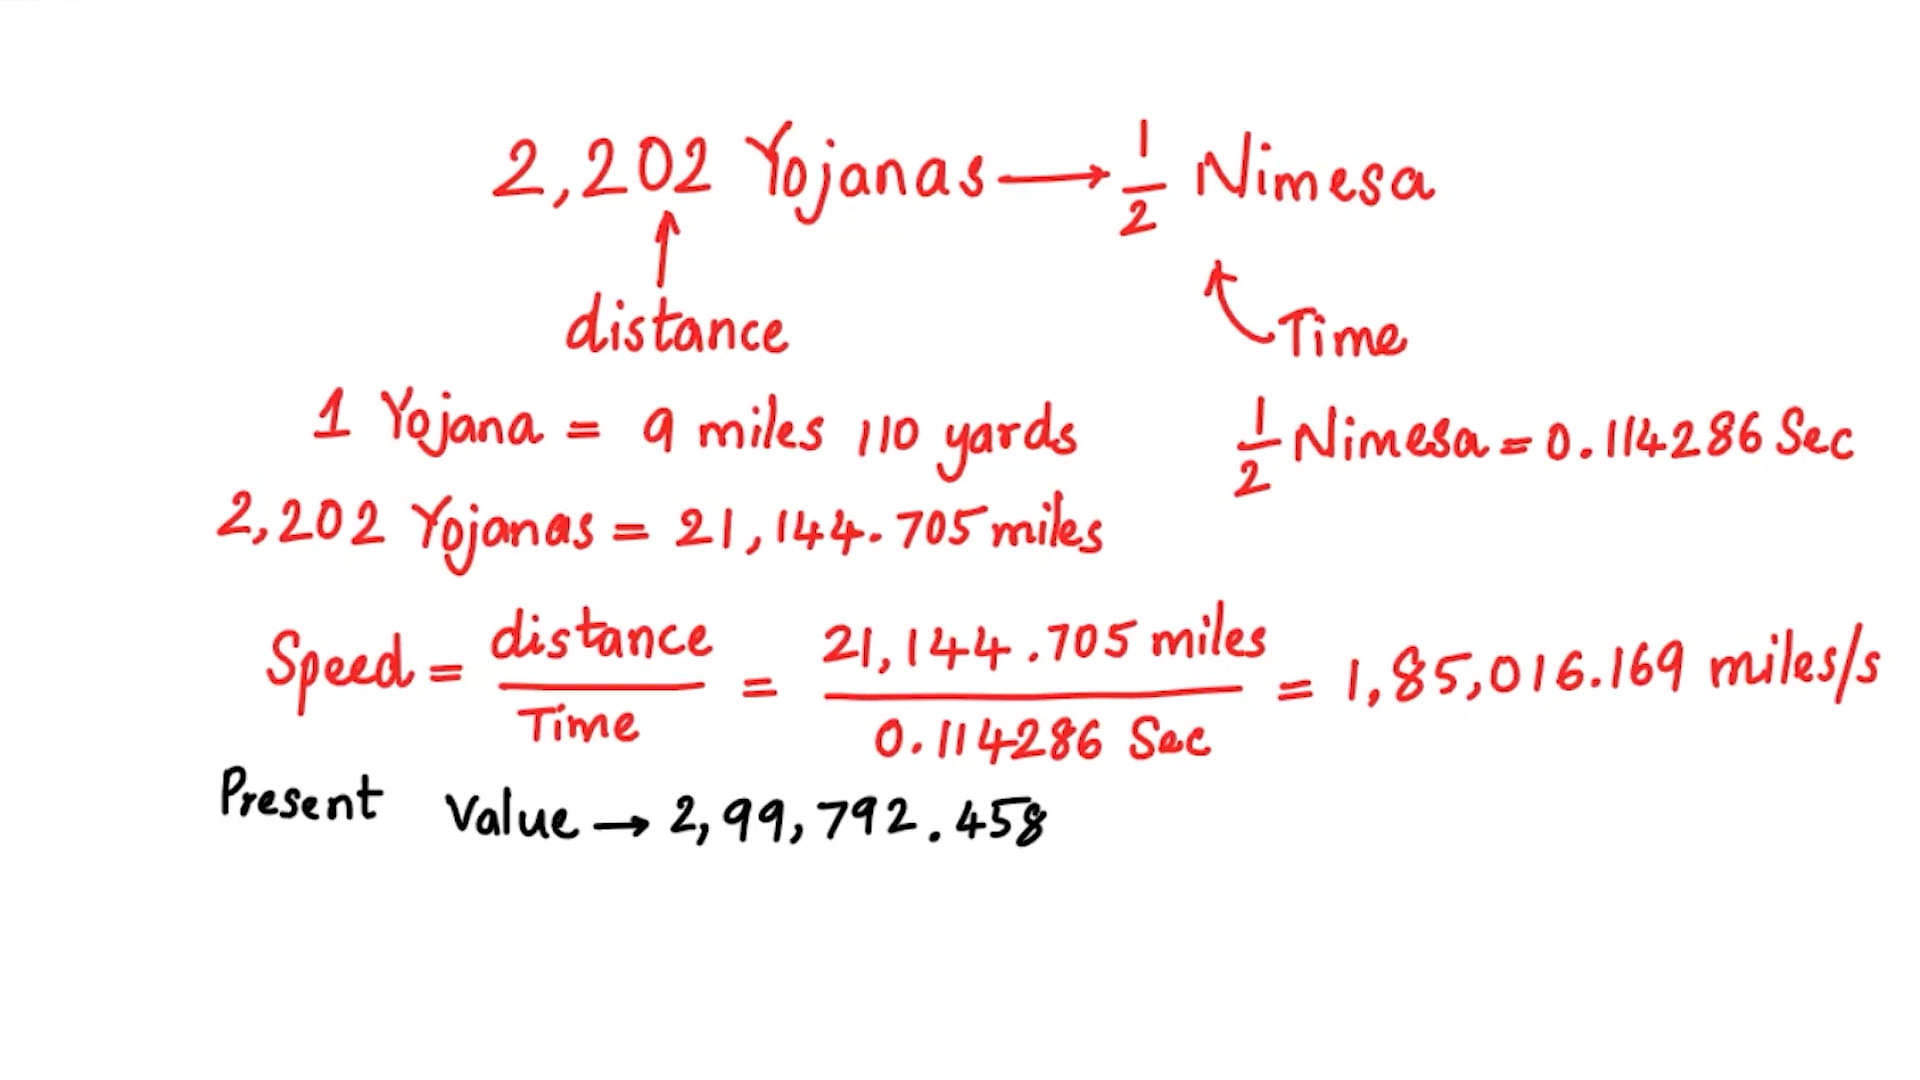 2,202 Yojanas → 1/2 Nimesa
distance
Time
1 Yojana = 9 miles 110 yards
1/2 Nimesa = 0.114286 Sec
2,202 Yojanas = 21,144.705 miles
Speed = distance/Time = 21,144.705 miles/0.114286 Sec = 1,85,016.169 miles/s
Present Value → 2,99,792.458